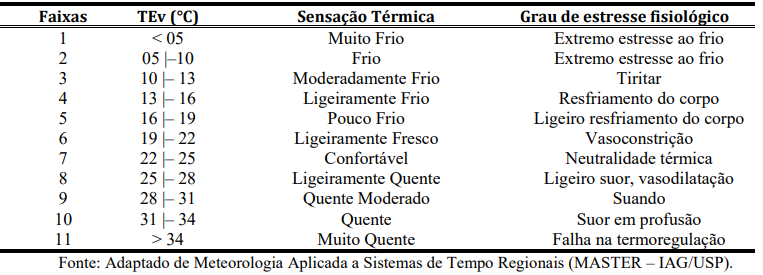 Faixas TEv (°C) Sensação Térmica Grau de estresse fisiológico
1 < 05 Muito Frio Extremo estresse ao frio
2 05 |–10 Frio Extremo estresse ao frio
3 10 |– 13 Moderadamente Frio Tiritar
4 13 |– 16 Ligeiramente Frio Resfriamento do corpo
5 16 |– 19 Pouco Frio Ligeiro resfriamento do corpo
6 19 |– 22 Ligeiramente Fresco Vasoconstrição
7 22 |– 25 Confortável Neutralidade térmica
8 25 |– 28 Ligeiramente Quente Ligeiro suor, vasodilatação
9 28 |– 31 Quente Moderado Suando
10 31 |– 34 Quente Suor em profusão
11 > 34 Muito Quente Falha na termoregulação
Fonte: Adaptado de Meteorologia Aplicada a Sistemas de Tempo Regionais (MASTER – IAG/USP).